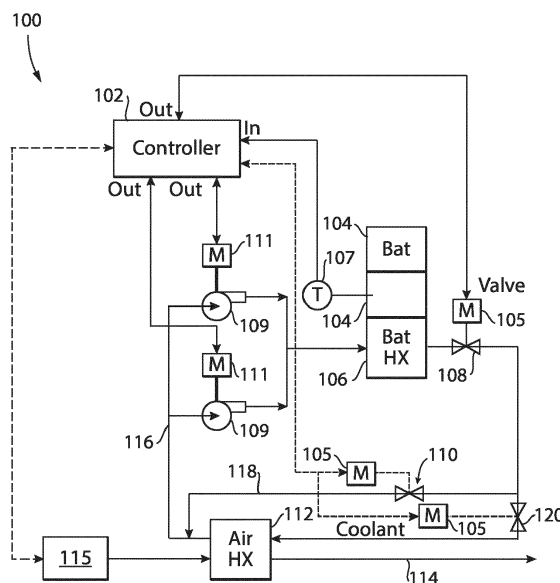 100
102
Out
In
Controller
Out
Out
M
111
104
Bat
107
Valve
T
M
105
109
104
M
111
Bat
HX
106
108
116
109
105
M
110
118
112
M
120
105
Coolant
Air
HX
115
114